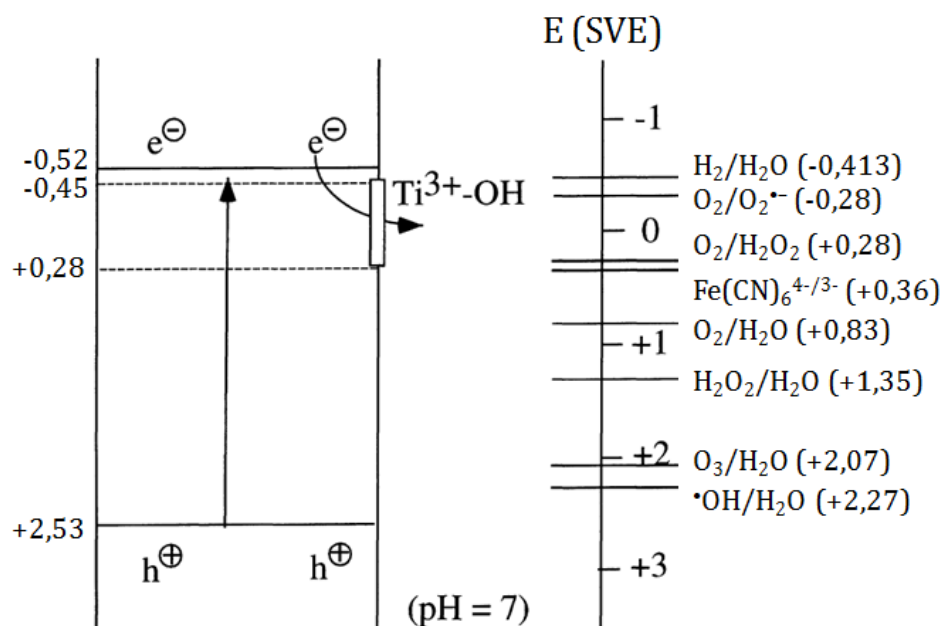 E (SVE)
-1
e⊖ e⊖
-0,52
-0,45
Ti³⁺-OH
H₂/H₂O (-0,413)
O₂/O₂•⁻ (-0,28)
0
O₂/H₂O₂ (+0,28)
+0,28
Fe(CN)₆⁴⁻/³⁻ (+0,36)
O₂/H₂O (+0,83)
+1
H₂O₂/H₂O (+1,35)
+2
O₃/H₂O (+2,07)
•OH/H₂O (+2,27)
+2,53
h⊕ h⊕
+3
(pH = 7)